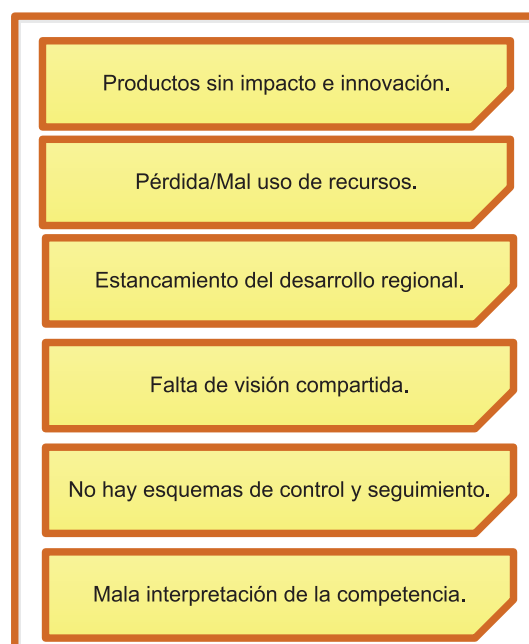 Productos sin impacto e innovación.
Pérdida/Mal uso de recursos.
Estancamiento del desarrollo regional.
Falta de visión compartida.
No hay esquemas de control y seguimiento.
Mala interpretación de la competencia.